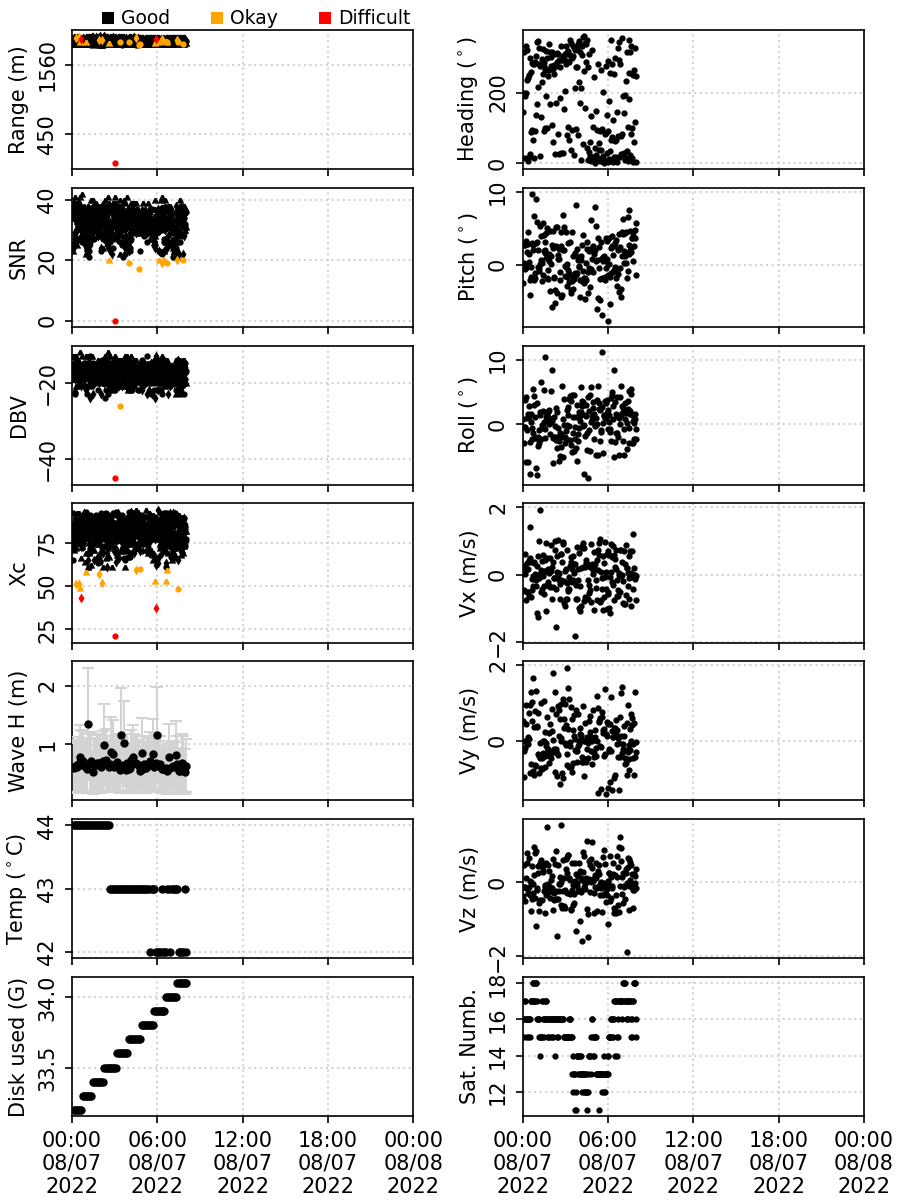 Good Okay Difficult
Range (m)
1560
450
Heading (°)
200
0
SNR
40
20
0
Pitch (°)
10
0
DBV
−20
−40
Roll (°)
10
0
Xc
75
50
25
Vx (m/s)
2
0
−2
Wave H (m)
2
1
Vy (m/s)
2
0
Temp (°C)
44
43
42
Vz (m/s)
0
−2
Disk used (G)
34.0
33.5
Sat. Numb.
18
16
14
12
00:00 06:00 12:00 18:00 00:00
08/07 08/07 08/07 08/07 08/08
2022 2022 2022 2022 2022
00:00 06:00 12:00 18:00 00:00
08/07 08/07 08/07 08/07 08/08
2022 2022 2022 2022 2022